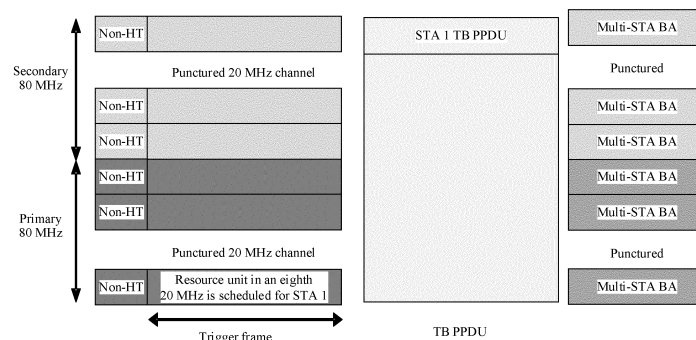 Non-HT
STA 1 TB PPDU
Multi-STA BA
Secondary
80 MHz
Punctured 20 MHz channel
Punctured
Non-HT
Multi-STA BA
Non-HT
Multi-STA BA
Non-HT
Multi-STA BA
Non-HT
Multi-STA BA
Primary
80 MHz
Punctured 20 MHz channel
Punctured
Non-HT
Resource unit in an eighth
20 MHz is scheduled for STA 1
Multi-STA BA
Trigger frame
TB PPDU